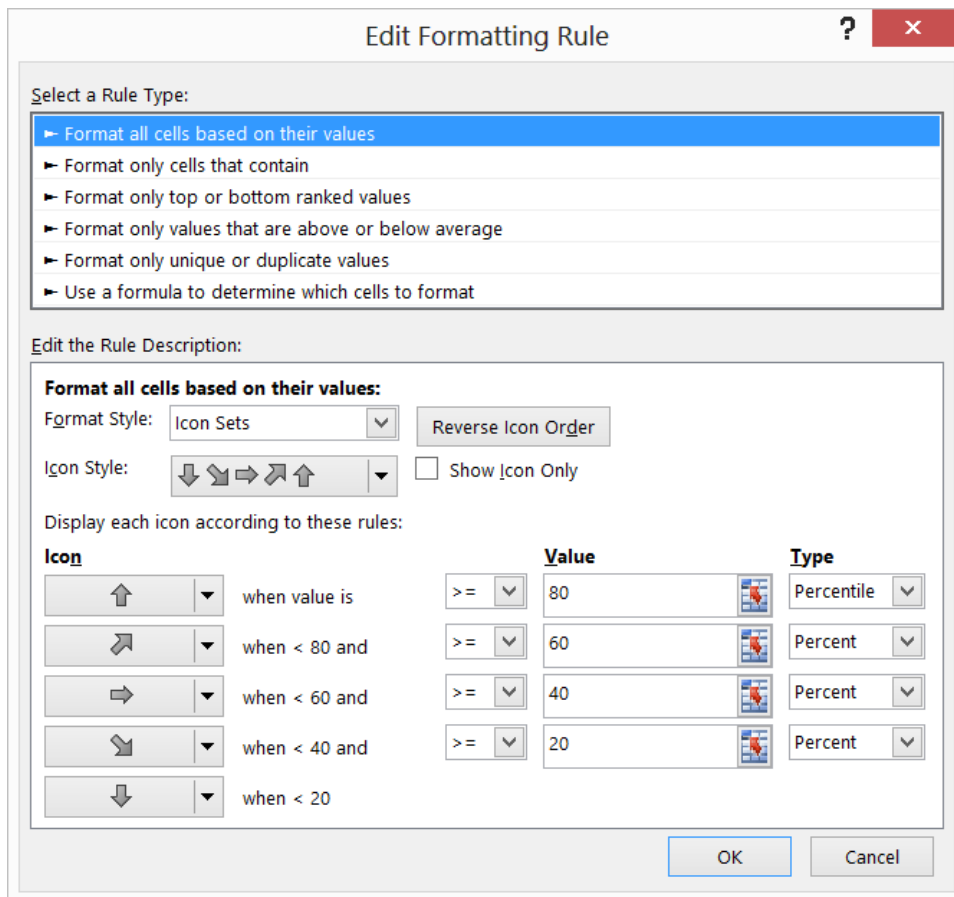 Edit Formatting Rule
?
Select a Rule Type:
► Format all cells based on their values
► Format only cells that contain
► Format only top or bottom ranked values
► Format only values that are above or below average
► Format only unique or duplicate values
► Use a formula to determine which cells to format
Edit the Rule Description:
Format all cells based on their values:
Format Style: Icon Sets Reverse Icon Order
Icon Style: Show Icon Only
Display each icon according to these rules:
Icon Value Type
when value is >= 80 Percentile
when < 80 and >= 60 Percent
when < 60 and >= 40 Percent
when < 40 and >= 20 Percent
when < 20
OK Cancel